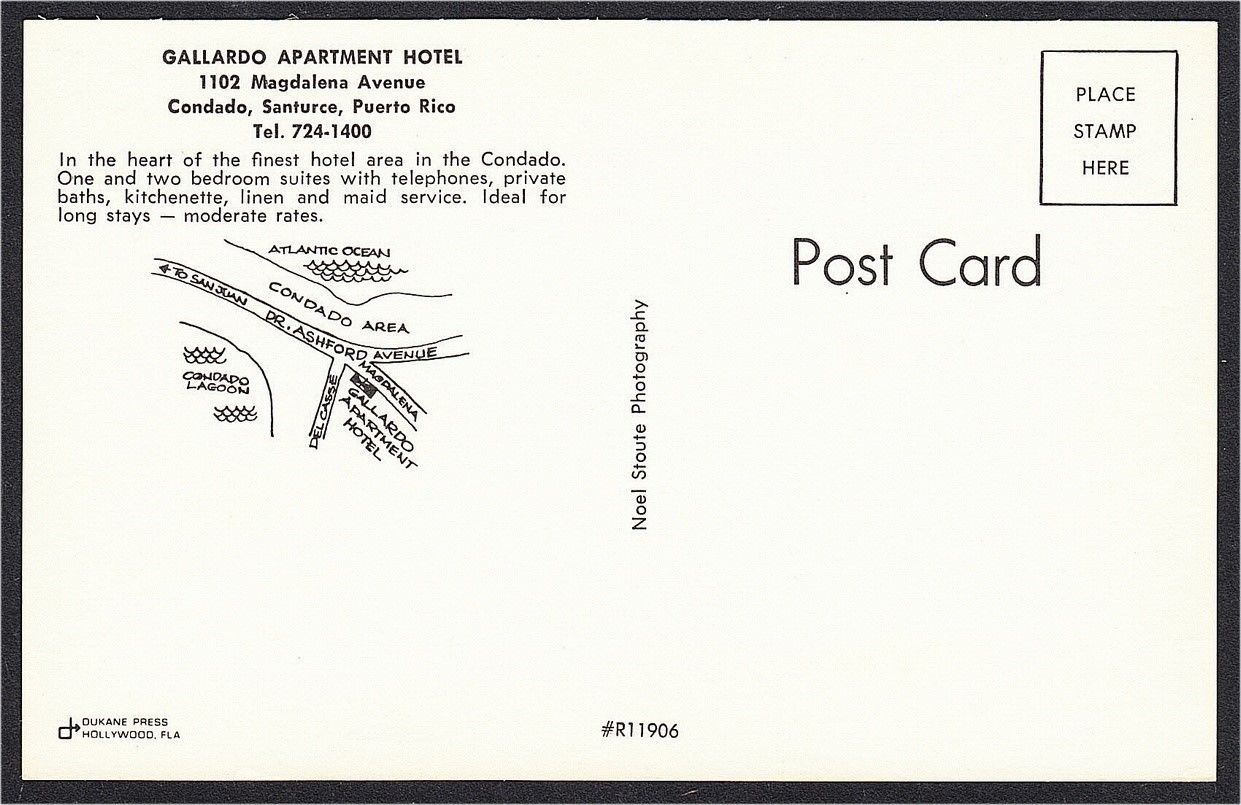 GALLARDO APARTMENT HOTEL
1102 Magdalena Avenue
Condado, Santurce, Puerto Rico
Tel. 724-1400
In the heart of the finest hotel area in the Condado.
One and two bedroom suites with telephones, private
baths, kitchenette, linen and maid service. Ideal for
long stays — moderate rates.
ATLANTIC OCEAN
TO SAN JUAN
CONDADO AREA
DR. ASHFORD AVENUE
CONDADO
LAGOON
DEL CASSE
MAGDALENA
GALLARDO
APARTMENT
HOTEL
Noel Stoute Photography
PLACE
STAMP
HERE
Post Card
DUKANE PRESS
HOLLYWOOD, FLA
#R11906